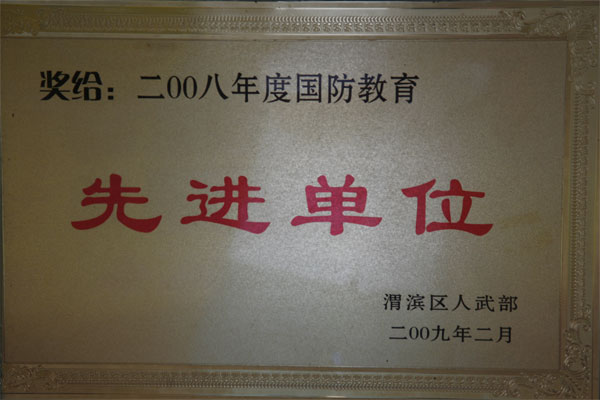 奖给：二00八年度国防教育
先进单位
渭滨区人武部
二00九年二月